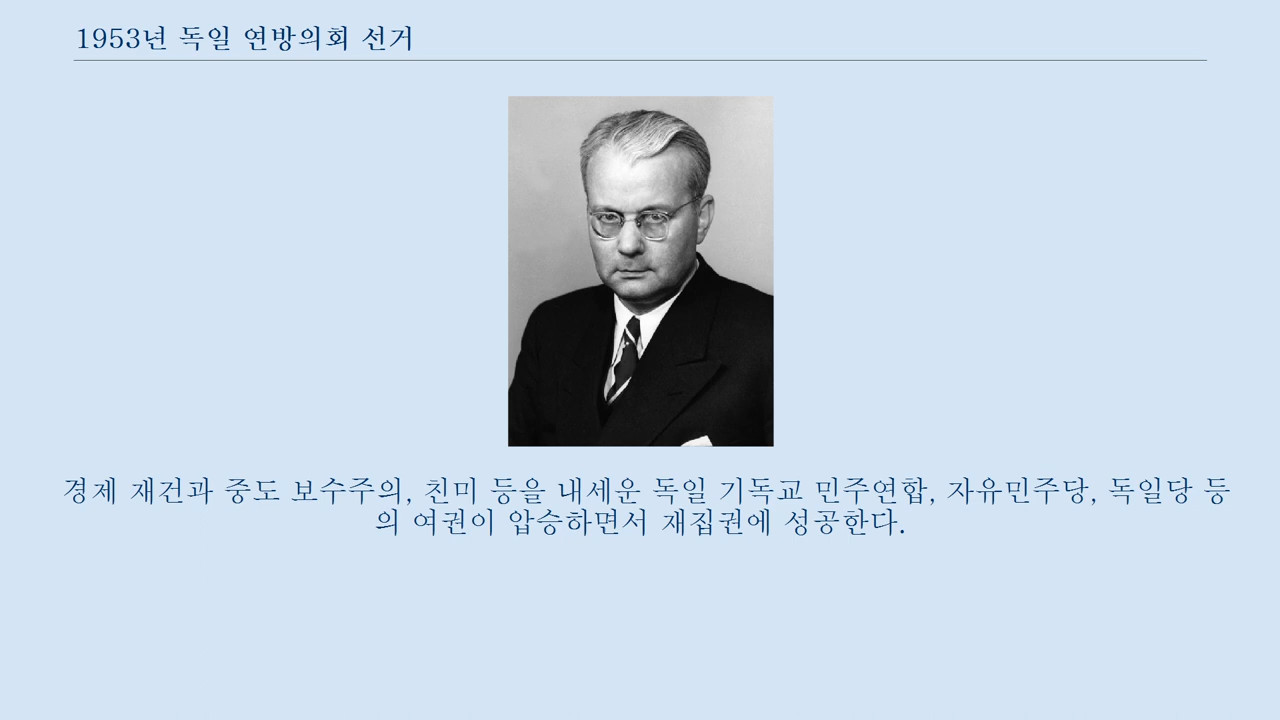 1953년 독일 연방의회 선거
경제 재건과 중도 보수주의, 친미 등을 내세운 독일 기독교 민주연합, 자유민주당, 독일당 등
의 여권이 압승하면서 재집권에 성공한다.